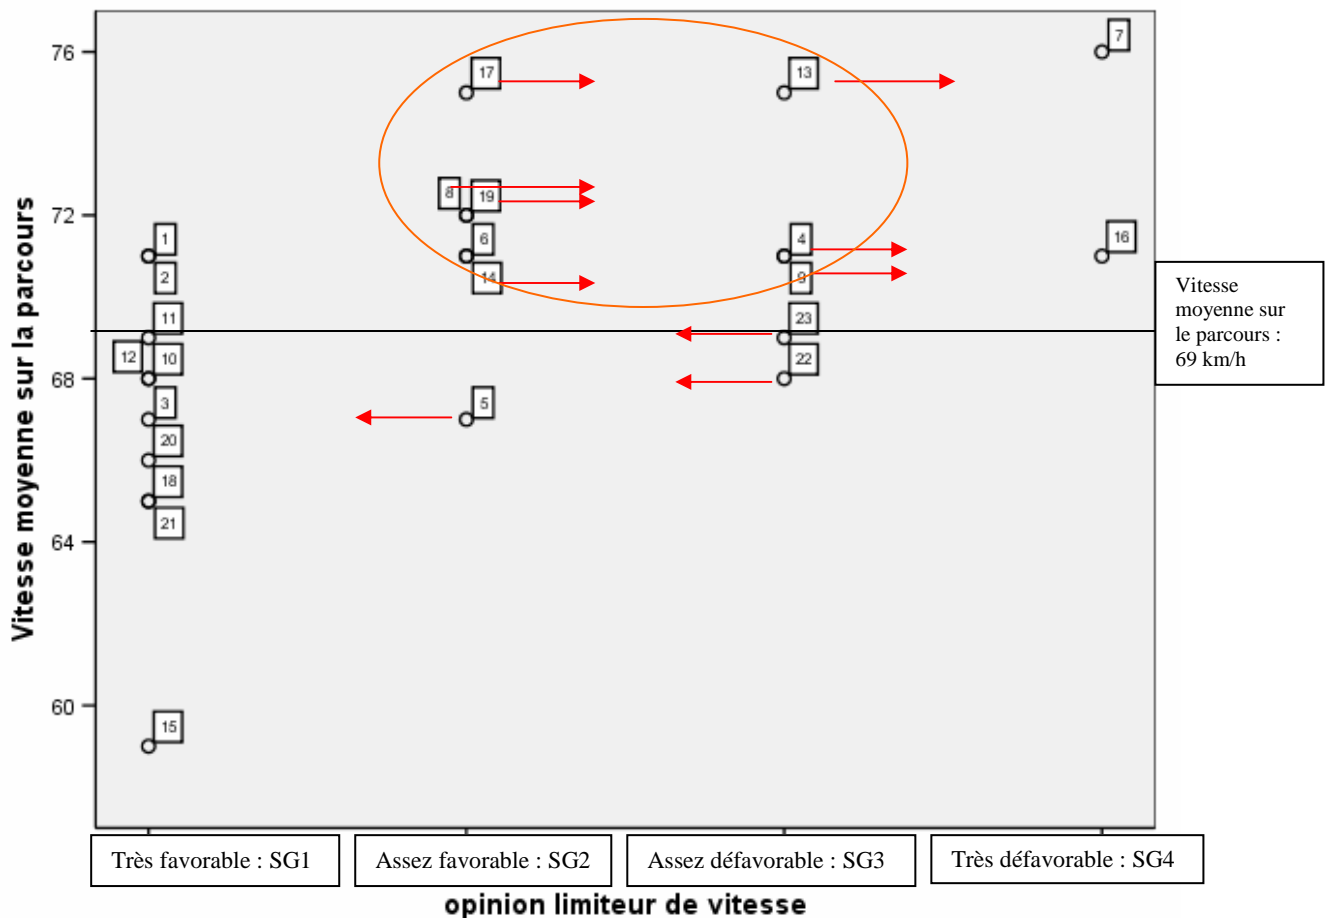 76
17
13
7
8
19
72
1
6
4
16
2
14
9
Vitesse
moyenne sur
le parcours :
69 km/h
11
23
12
10
22
68
3
5
20
18
21
64
60
15
Vitesse moyenne sur la parcours
Très favorable : SG1
Assez favorable : SG2
Assez défavorable : SG3
Très défavorable : SG4
opinion limiteur de vitesse